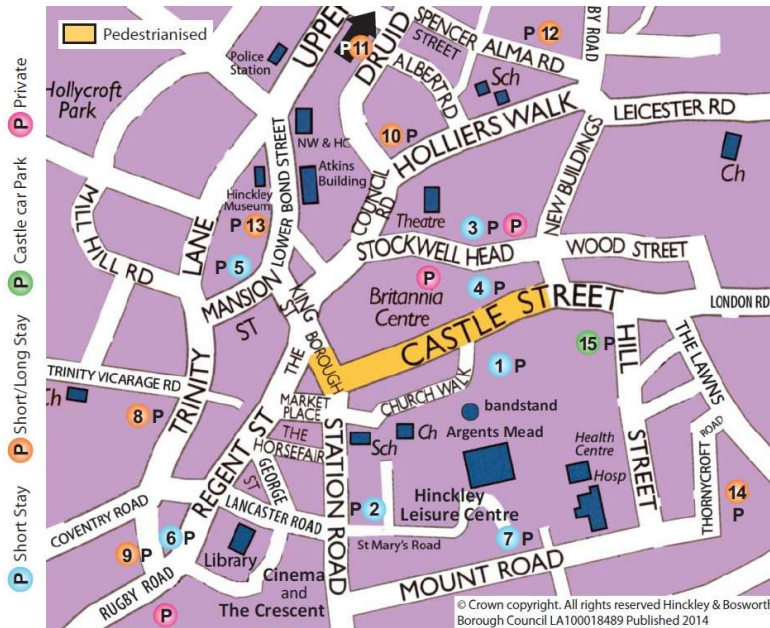 Pedestrianised
P Private
P Castle car Park
P Short/Long Stay
P Short Stay
UPPER
P 11
DRUID
SPENCER
STREET
ALMA RD
P 12
BY ROAD
Police
Station
ALBERT RD
Sch
Hollycroft
Park
10 P
HOLLIERS WALK
LEICESTER RD
NW & HC
Atkins
Building
Hinckley
Museum
LOWER BOND STREET
COUNCIL
RD
Theatre
NEW BUILDINGS
Ch
MILL HILL RD
LANE
P 13
P 5
3 P P
STOCKWELL HEAD
WOOD STREET
MANSION
ST
KING
ST
P
Britannia
Centre
4 P
CASTLE STREET
LONDON RD
THE BOROUGH
15 P
HILL
STREET
THE LAWNS
TRINITY VICARAGE RD
Ch
TRINITY
8 P
MARKET
PLACE
CHURCH WALK
1 P
bandstand
Argents Mead
THE
HORSEFAIR
Sch
Ch
REGENT ST
GEORGE
ST
STATION ROAD
Health
Centre
Hosp
THORNYCROFT
ROAD
14
P
Hinckley
Leisure Centre
COVENTRY ROAD
LANCASTER ROAD
P 2
St Mary's Road
7 P
6 P
9 P
Library
RUGBY ROAD
Cinema
and
The Crescent
MOUNT ROAD
P
© Crown copyright. All rights reserved Hinckley & Bosworth
Borough Council LA100018489 Published 2014